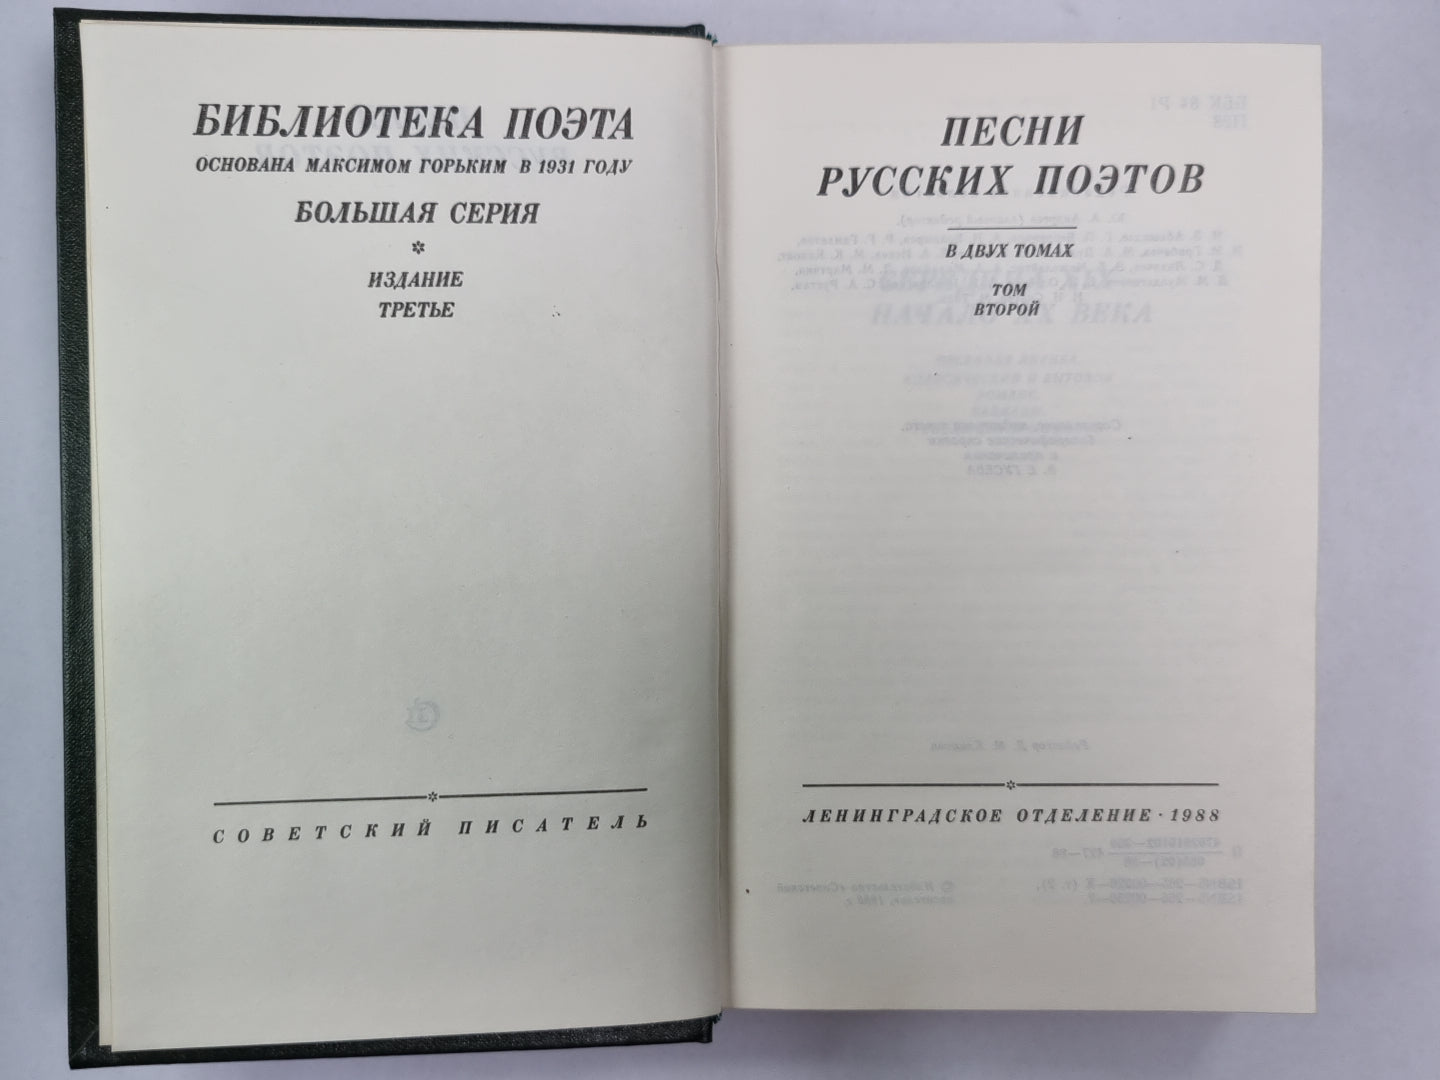 БИБЛИОТЕКА ПОЭТА
ОСНОВАНА МАКСИМОМ ГОРЬКИМ В 1931 ГОДУ
БОЛЬШАЯ СЕРИЯ
*
ИЗДАНИЕ
ТРЕТЬЕ
СОВЕТСКИЙ ПИСАТЕЛЬ
ПЕСНИ
РУССКИХ ПОЭТОВ
В ДВУХ ТОМАХ
ТОМ
ВТОРОЙ
ЛЕНИНГРАДСКОЕ ОТДЕЛЕНИЕ · 1988